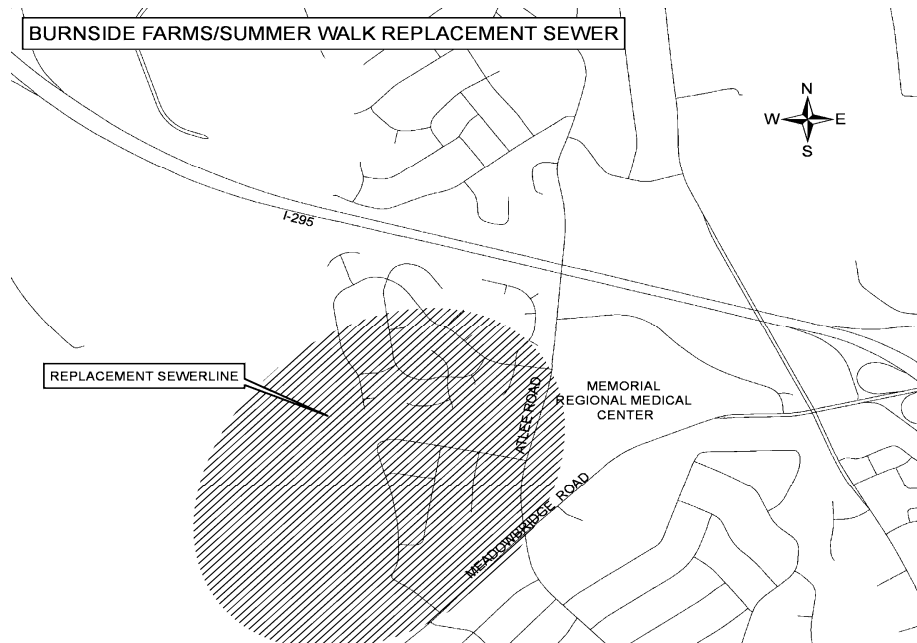 BURNSIDE FARMS/SUMMER WALK REPLACEMENT SEWER
N
W E
S
I-295
REPLACEMENT SEWERLINE
MEMORIAL
REGIONAL MEDICAL
CENTER
ATLEE ROAD
MEADOWBRIDGE ROAD